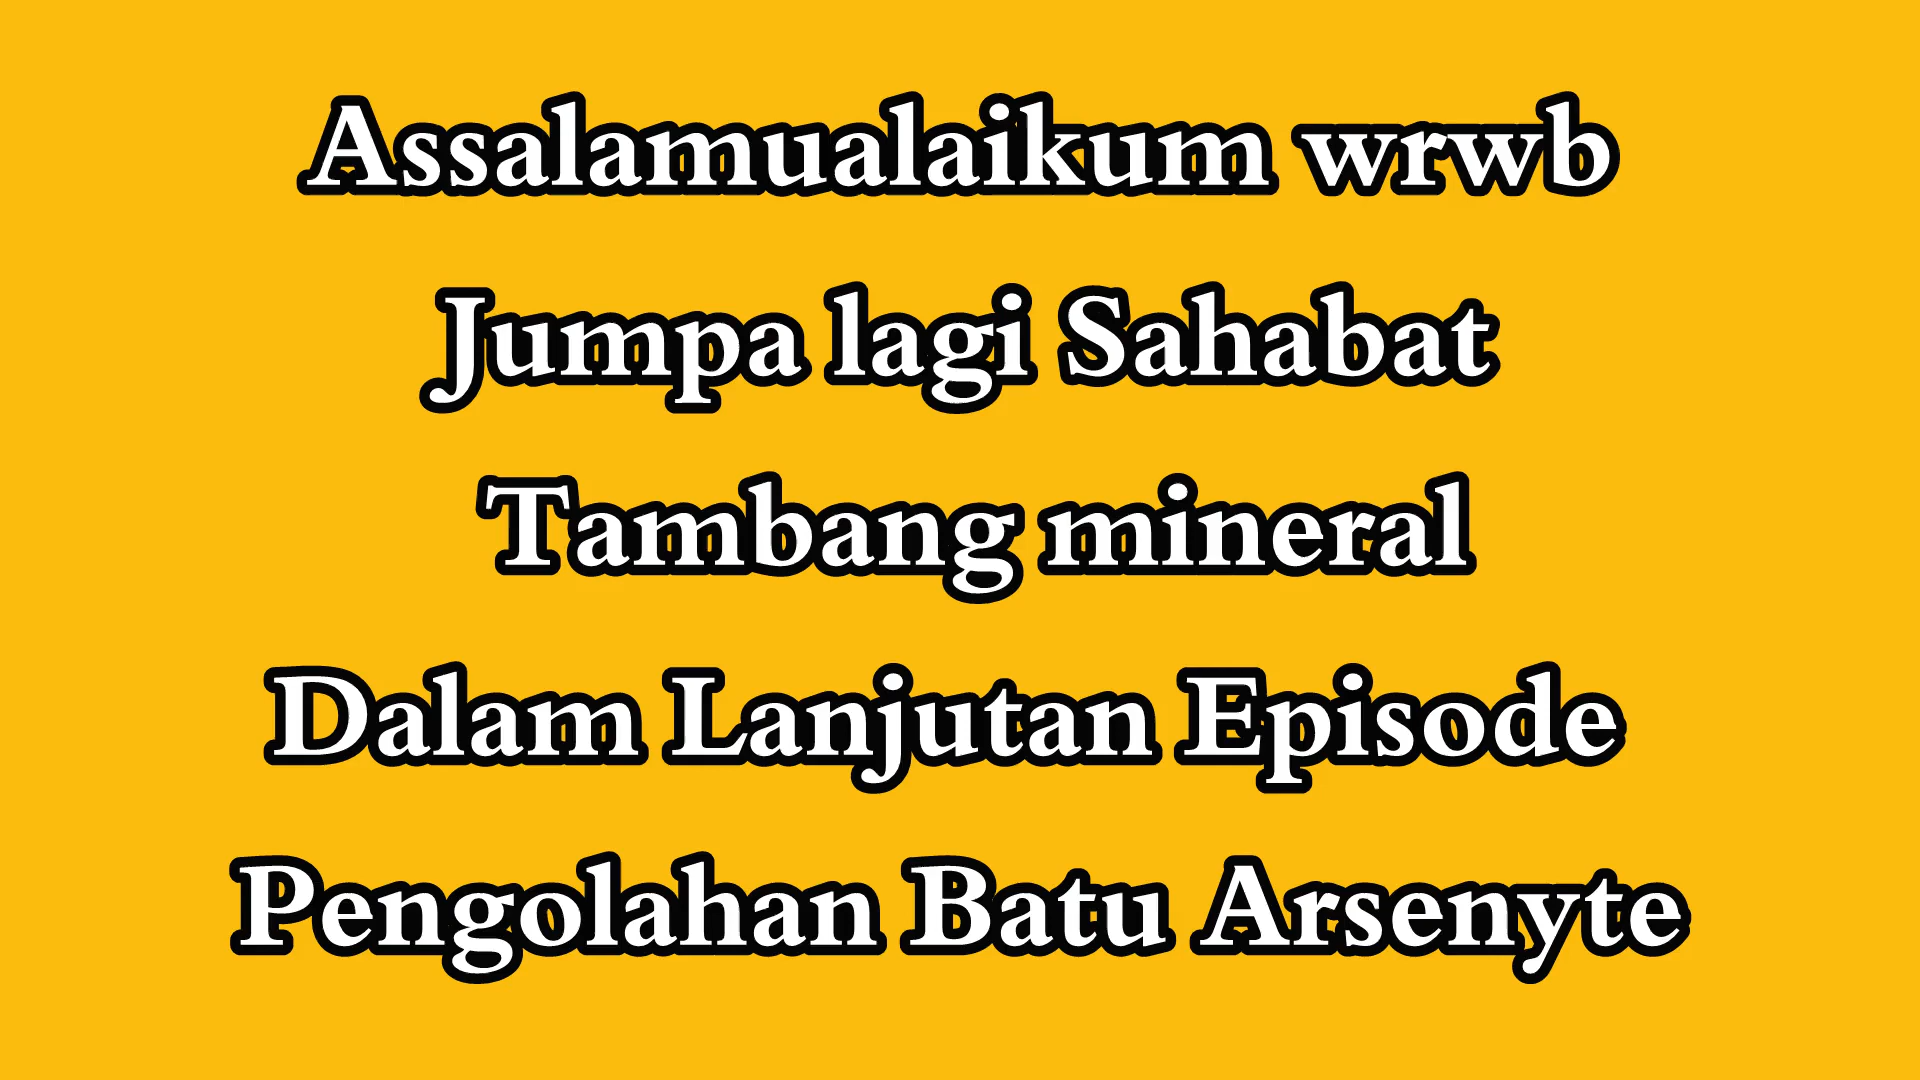 Assalamualaikum wrwb
Jumpa lagi Sahabat
Tambang mineral
Dalam Lanjutan Episode
Pengolahan Batu Arsenyte